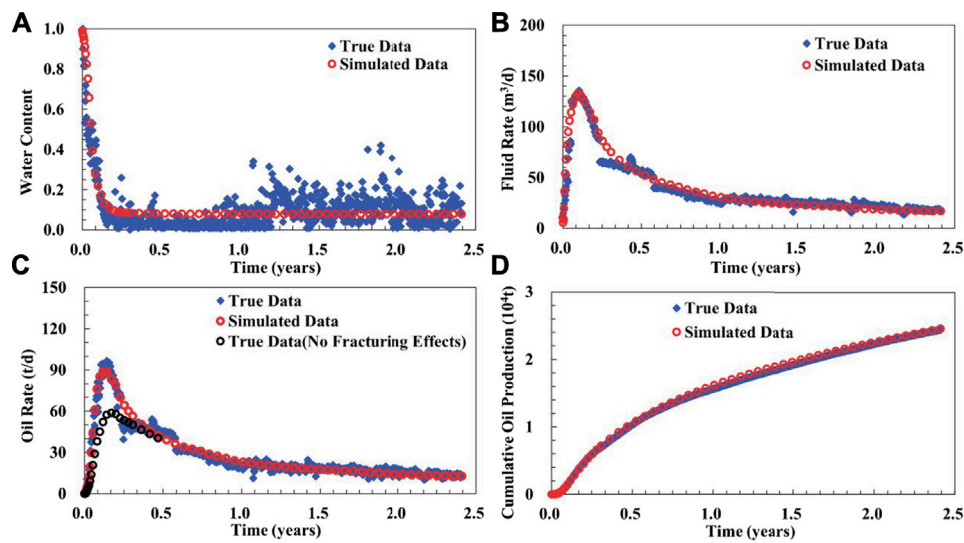 A
1.0
0.8
0.6
0.4
0.2
0.0
Water Content
True Data
Simulated Data
0.0 0.5 1.0 1.5 2.0 2.5
Time (years)
B
200
150
100
50
0
Fluid Rate (m³/d)
True Data
Simulated Data
0.0 0.5 1.0 1.5 2.0 2.5
Time (years)
C
150
120
90
60
30
0
Oil Rate (t/d)
True Data
Simulated Data
True Data(No Fracturing Effects)
0.0 0.5 1.0 1.5 2.0 2.5
Time (years)
D
3
2
1
0
Cumulative Oil Production (10⁴t)
True Data
Simulated Data
0.0 0.5 1.0 1.5 2.0 2.5
Time (years)